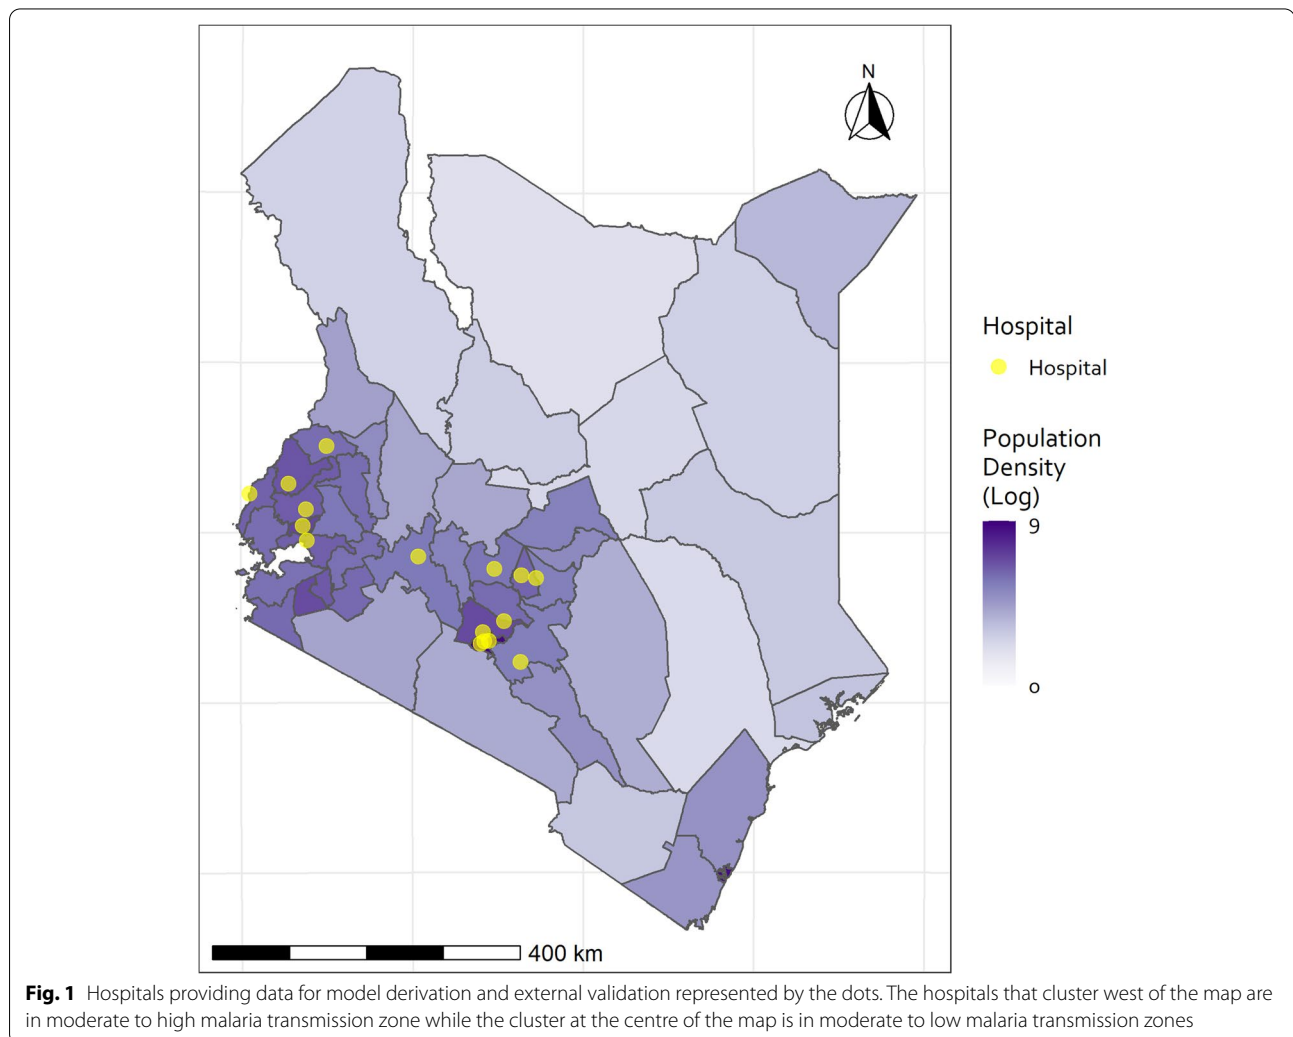 N
Hospital
Hospital
Population
Density
(Log)
9
0
400 km
Fig. 1 Hospitals providing data for model derivation and external validation represented by the dots. The hospitals that cluster west of the map are
in moderate to high malaria transmission zone while the cluster at the centre of the map is in moderate to low malaria transmission zones